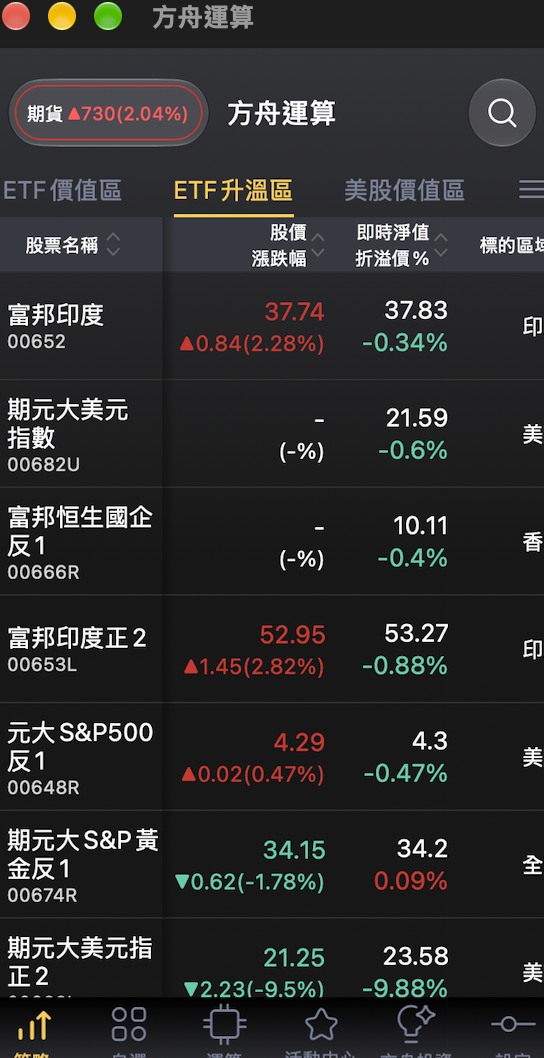 方舟運算
期貨 ▲730(2.04%)
方舟運算
ETF價值區
ETF升溫區
美股價值區
股票名稱
股價
漲跌幅
即時淨值
折溢價%
標的區域
富邦印度
00652
37.74
▲0.84(2.28%)
37.83
-0.34%
印
期元大美元
指數
00682U
-
(-%)
21.59
-0.6%
美
富邦恒生國企
反1
00666R
-
(-%)
10.11
-0.4%
香
富邦印度正2
00653L
52.95
▲1.45(2.82%)
53.27
-0.88%
印
元大S&P500
反1
00648R
4.29
▲0.02(0.47%)
4.3
-0.47%
美
期元大S&P黃
金反1
00674R
34.15
▼0.62(-1.78%)
34.2
0.09%
全
期元大美元指
正2
21.25
▼2.23(-9.5%)
23.58
-9.88%
美